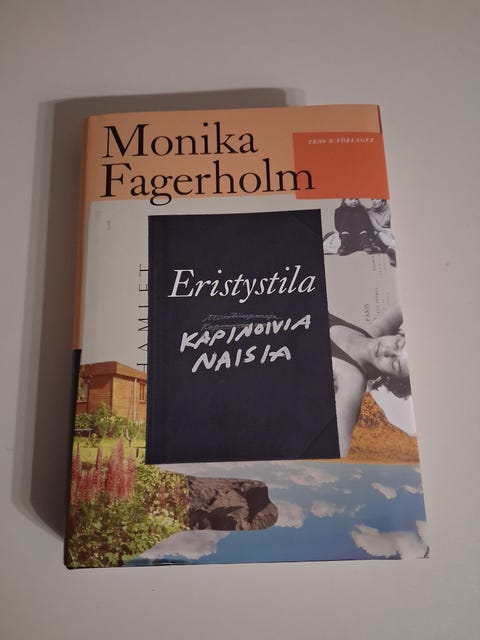 Monika
Fagerholm
TEOS & FÖRLAGET
HAMLET
PARIS
Eristystila
KAPINOIVIA
NAISIA